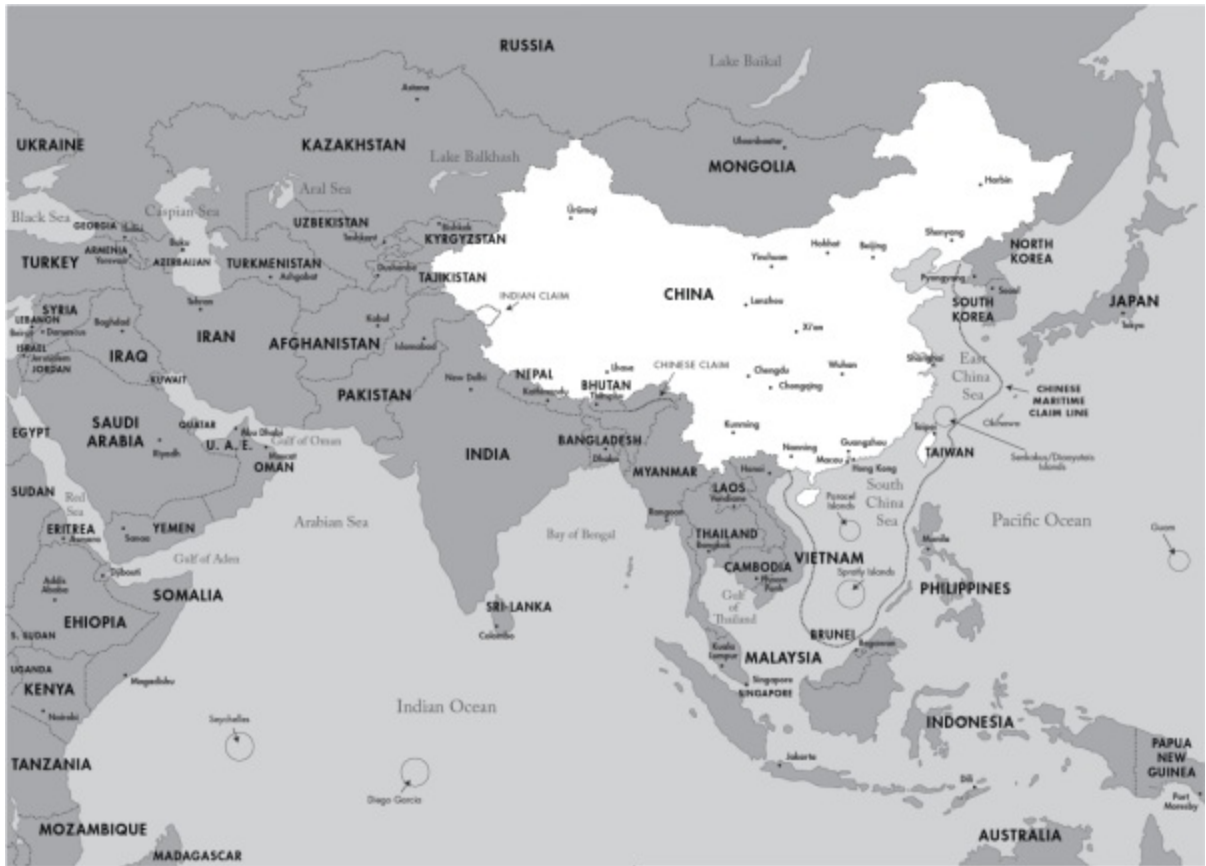 RUSSIA
Lake Baikal
Astana
UKRAINE
KAZAKHSTAN
Ulaanbaatar
MONGOLIA
Lake Balkhash
Harbin
Aral Sea
Caspian Sea
Black Sea
GEORGIA
Tbilisi
UZBEKISTAN
Bishkek
Ürümqi
Tashkent
KYRGYZSTAN
Shenyang
NORTH
KOREA
ARMENIA
Yerevan
Baku
AZERBAIJAN
TURKEY
TURKMENISTAN
Ashgabat
Dushanbe
TAJIKISTAN
Hohhot
Beijing
Yinchuan
Pyongyang
Seoul
SOUTH
KOREA
JAPAN
Tokyo
INDIAN CLAIM
CHINA
Lanzhou
Xi'an
Tehran
SYRIA
LEBANON
Beirut
Damascus
Baghdad
IRAN
Kabul
AFGHANISTAN
Islamabad
ISRAEL
Jerusalem
JORDAN
IRAQ
KUWAIT
PAKISTAN
New Delhi
NEPAL
Kathmandu
Lhasa
BHUTAN
Thimphu
CHINESE CLAIM
Chengdu
Chongqing
Wuhan
Shanghai
East
China
Sea
CHINESE
MARITIME
CLAIM LINE
Okinawa
EGYPT
SAUDI
ARABIA
Riyadh
QUATAR
Abu Dhabi
U. A. E.
Gulf of Oman
Muscat
OMAN
INDIA
BANGLADESH
Dhaka
MYANMAR
Kunming
Nanning
Guangzhou
Macau
Hong Kong
Taipei
TAIWAN
Senkakus/Diaoyutais
Islands
SUDAN
Red
Sea
ERITREA
Asmara
YEMEN
Sanaa
Arabian Sea
Bay of Bengal
Rangoon
Hanoi
LAOS
Vientiane
THAILAND
Bangkok
South
China
Sea
Paracel
Islands
Pacific Ocean
Guam
Manila
Gulf of Aden
Djibouti
Addis
Ababa
SOMALIA
EHIOPIA
S. SUDAN
VIETNAM
CAMBODIA
Phnom
Penh
Spratly Islands
Gulf
of
Thailand
PHILIPPINES
SRI-LANKA
Colombo
UGANDA
KENYA
Nairobi
Mogadishu
BRUNEI
Kuala
Lumpur
MALAYSIA
Singapore
SINGAPORE
Seychelles
Indian Ocean
INDONESIA
TANZANIA
Diego Garcia
Jakarta
Dili
PAPUA
NEW
GUINEA
Port
Moresby
MOZAMBIQUE
MADAGASCAR
AUSTRALIA